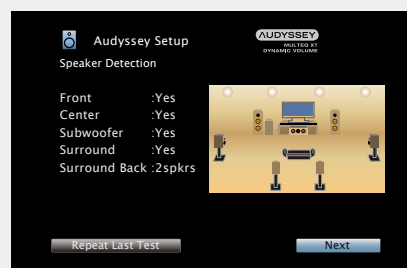 Audyssey Setup
AUDYSSEY
MULTEQ XT
DYNAMIC VOLUME
Speaker Detection
Front :Yes
Center :Yes
Subwoofer :Yes
Surround :Yes
Surround Back :2spkrs
Repeat Last Test
Next